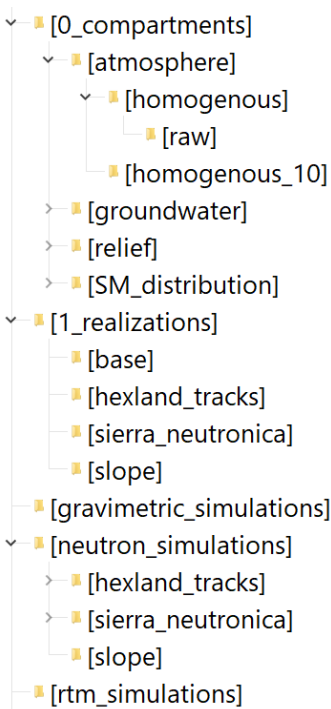 [0_compartments]
[atmosphere]
[homogenous]
[raw]
[homogenous_10]
[groundwater]
[relief]
[SM_distribution]
[1_realizations]
[base]
[hexland_tracks]
[sierra_neutronica]
[slope]
[gravimetric_simulations]
[neutron_simulations]
[hexland_tracks]
[sierra_neutronica]
[slope]
[rtm_simulations]